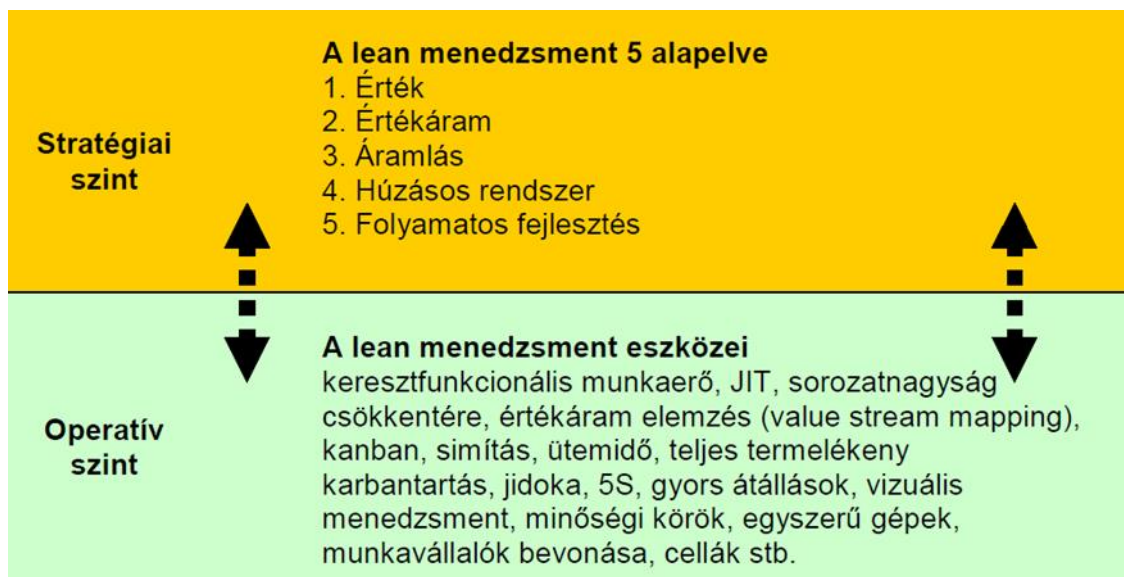 Stratégiai
szint
A lean menedzsment 5 alapelve
1. Érték
2. Értékáram
3. Áramlás
4. Húzásos rendszer
5. Folyamatos fejlesztés
Operatív
szint
A lean menedzsment eszközei
keresztfunkcionális munkaerő, JIT, sorozatnagyság
csökkentére, értékáram elemzés (value stream mapping),
kanban, simítás, ütemidő, teljes termelékeny
karbantartás, jidoka, 5S, gyors átállások, vizuális
menedzsment, minőségi körök, egyszerű gépek,
munkavállalók bevonása, cellák stb.